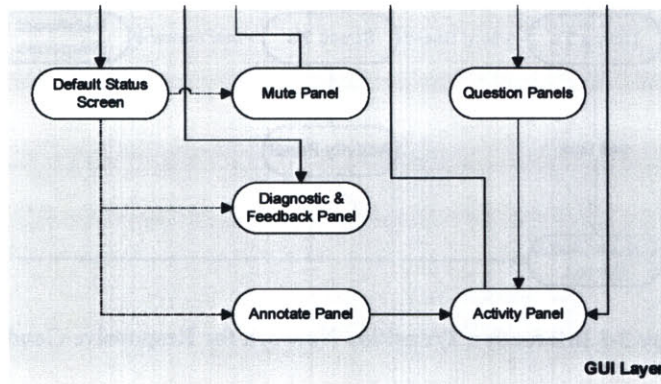 Default Status
Screen
Mute Panel
Question Panels
Diagnostic &
Feedback Panel
Annotate Panel
Activity Panel
GUI Layer